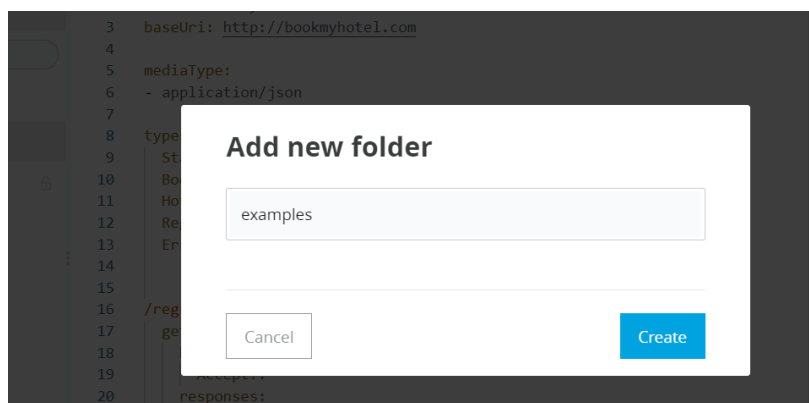 3 baseUri: http://bookmyhotel.com
4
5 mediaType:
6 - application/json
7
8 type
9 St
10 Bo
11 Ho
12 Re
13 Er
14
15
16 /reg
17 ge
18
19
20 responses:
Add new folder
examples
Cancel
Create